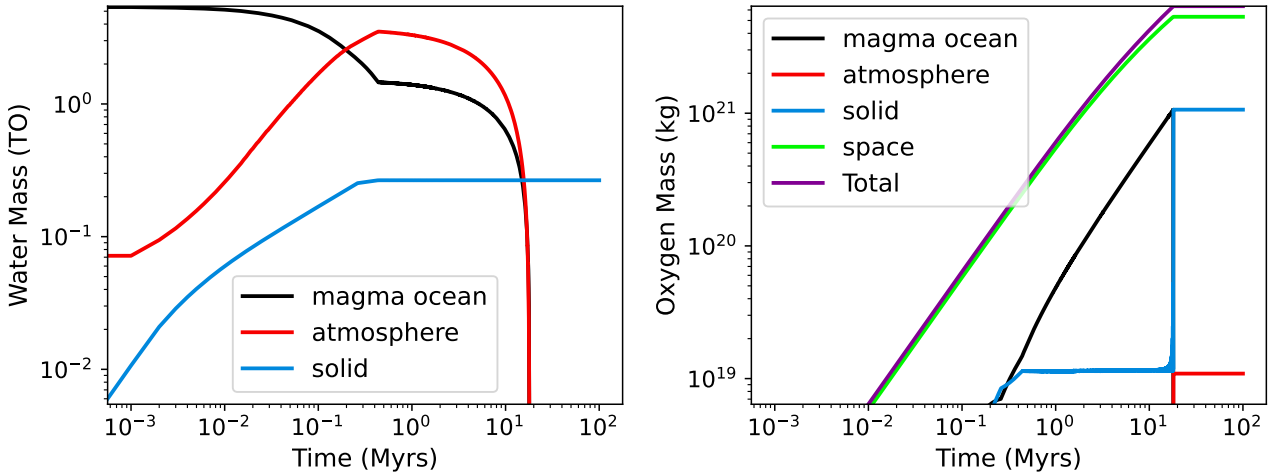 Water Mass (TO)
10^0
10^-1
10^-2
magma ocean
atmosphere
solid
10^-3 10^-2 10^-1 10^0 10^1 10^2
Time (Myrs)
Oxygen Mass (kg)
10^21
10^20
10^19
magma ocean
atmosphere
solid
space
Total
10^-3 10^-2 10^-1 10^0 10^1 10^2
Time (Myrs)